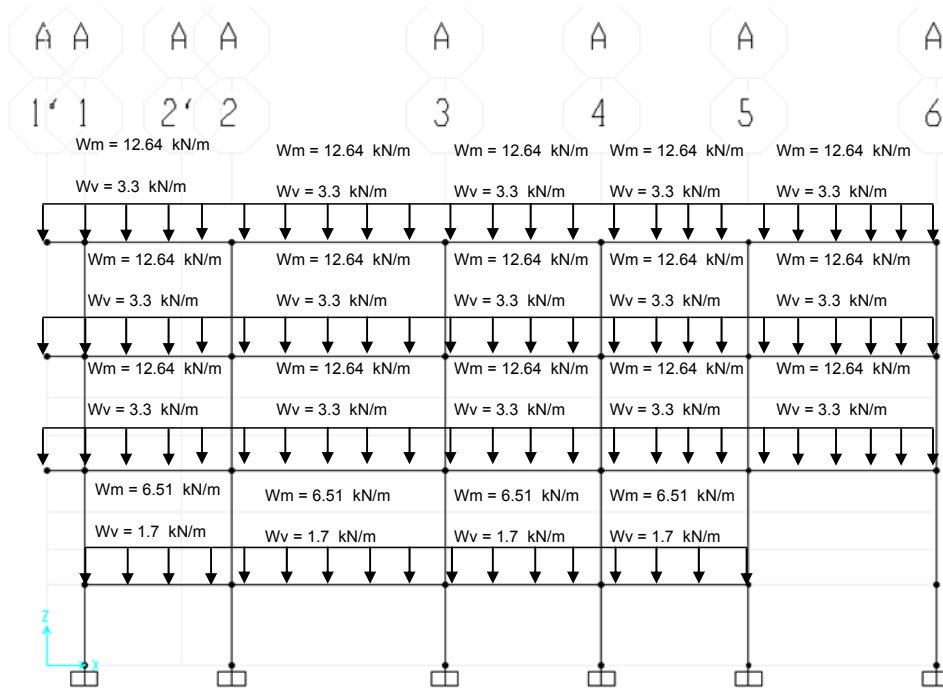 A A A A A A A A
1' 1 2' 2 3 4 5 6
Wm = 12.64 kN/m Wm = 12.64 kN/m Wm = 12.64 kN/m Wm = 12.64 kN/m Wm = 12.64 kN/m
Wv = 3.3 kN/m Wv = 3.3 kN/m Wv = 3.3 kN/m Wv = 3.3 kN/m Wv = 3.3 kN/m
Wm = 12.64 kN/m Wm = 12.64 kN/m Wm = 12.64 kN/m Wm = 12.64 kN/m Wm = 12.64 kN/m
Wv = 3.3 kN/m Wv = 3.3 kN/m Wv = 3.3 kN/m Wv = 3.3 kN/m Wv = 3.3 kN/m
Wm = 12.64 kN/m Wm = 12.64 kN/m Wm = 12.64 kN/m Wm = 12.64 kN/m Wm = 12.64 kN/m
Wv = 3.3 kN/m Wv = 3.3 kN/m Wv = 3.3 kN/m Wv = 3.3 kN/m Wv = 3.3 kN/m
Wm = 6.51 kN/m Wm = 6.51 kN/m Wm = 6.51 kN/m Wm = 6.51 kN/m
Wv = 1.7 kN/m Wv = 1.7 kN/m Wv = 1.7 kN/m Wv = 1.7 kN/m
Z